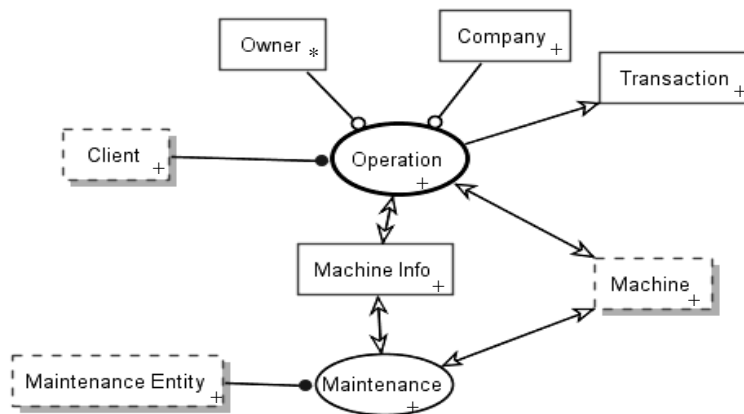 Owner *
Company +
Transaction +
Client +
Operation +
Machine Info +
Machine +
Maintenance Entity +
Maintenance +